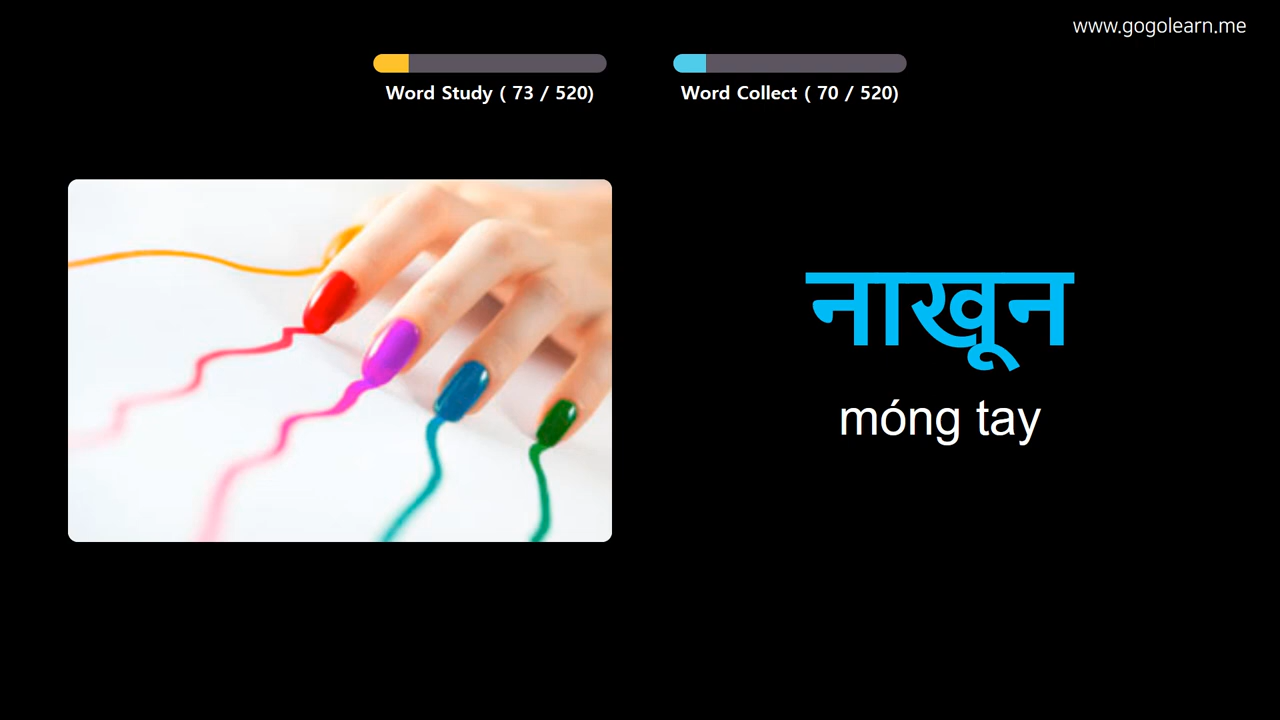 www.gogolearn.me
Word Study ( 73 / 520)
Word Collect ( 70 / 520)
नाखून
móng tay